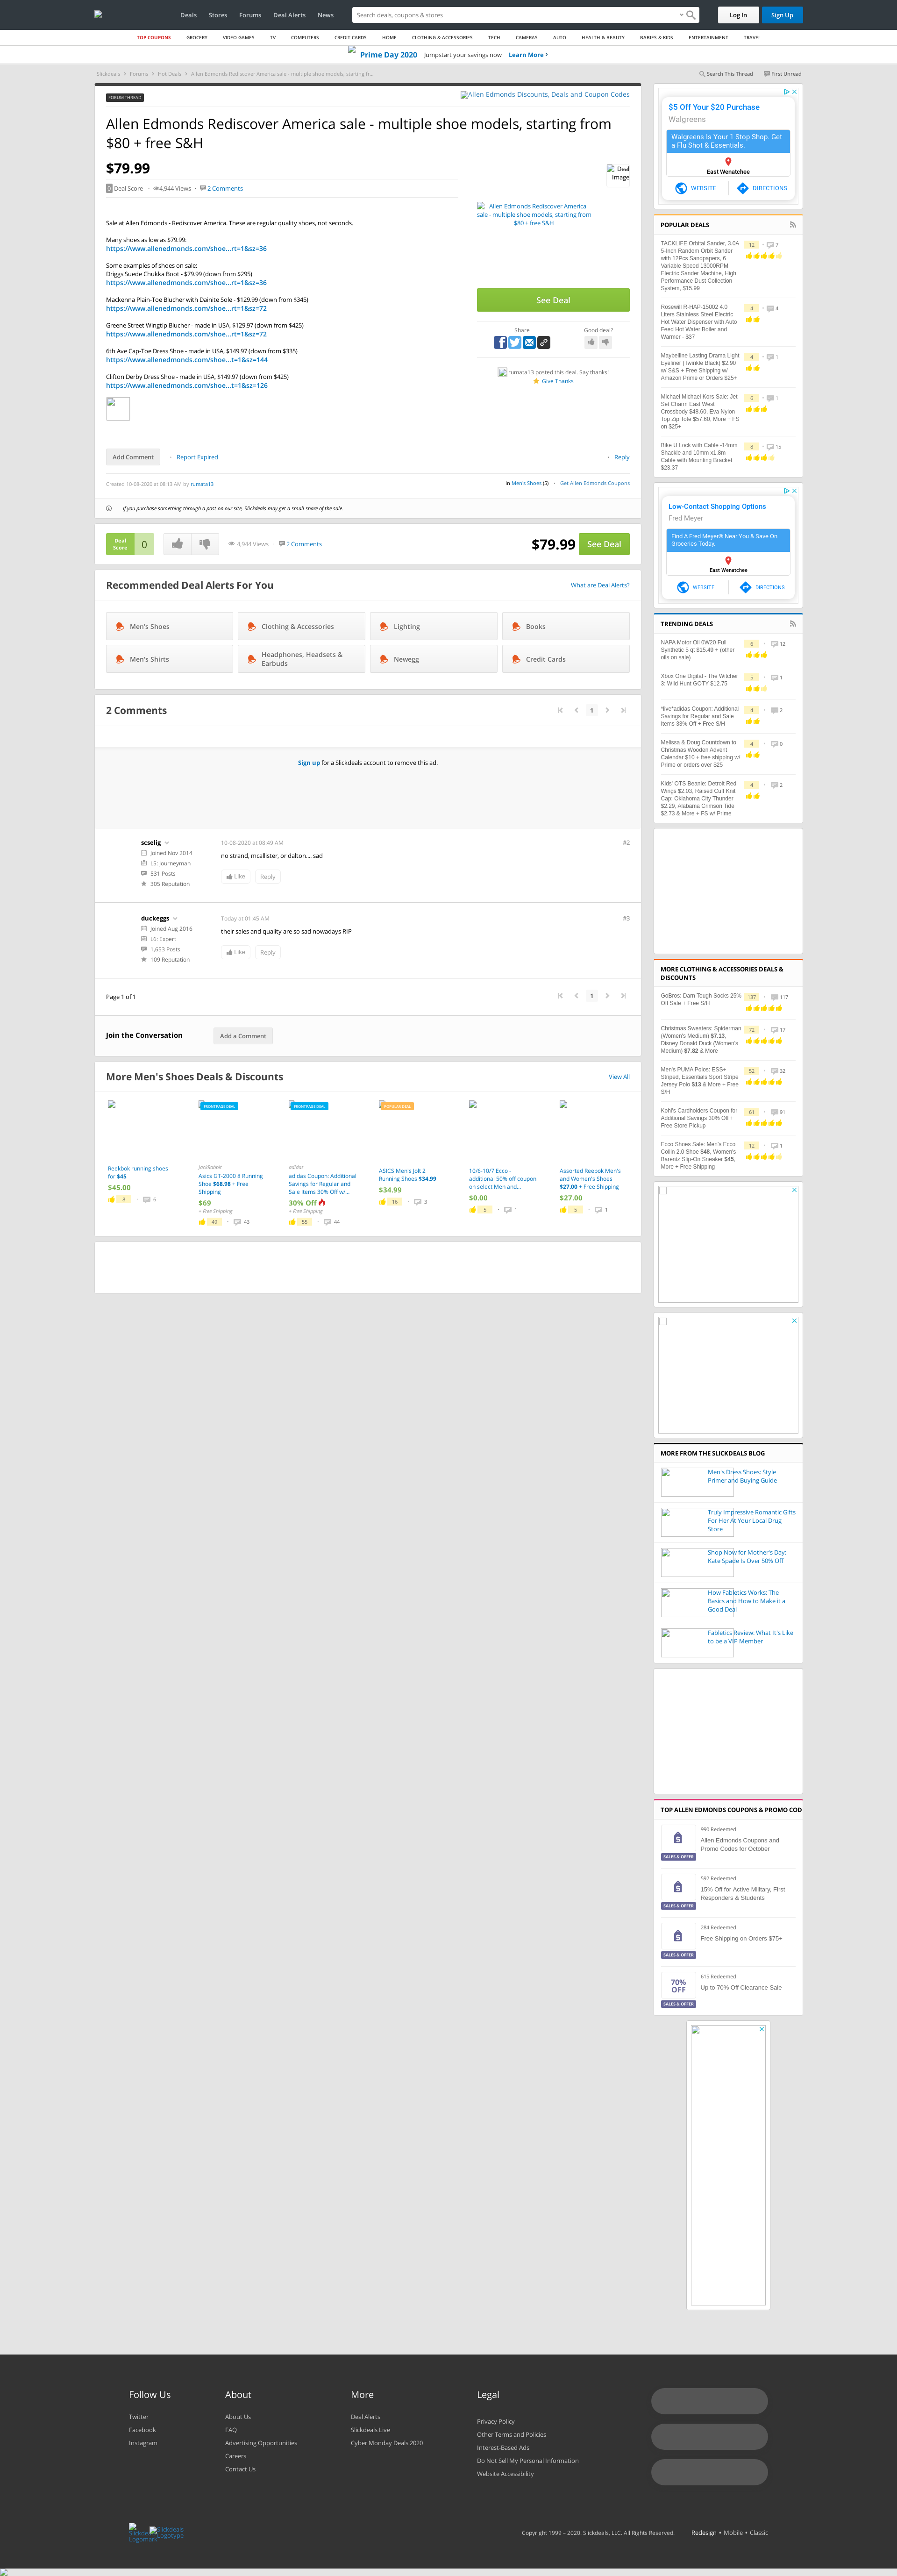 Deals Stores Forums Deal Alerts News
Search deals, coupons & stores
Log In
Sign Up
TOP COUPONS GROCERY VIDEO GAMES TV COMPUTERS CREDIT CARDS HOME CLOTHING & ACCESSORIES TECH CAMERAS AUTO HEALTH & BEAUTY BABIES & KIDS ENTERTAINMENT TRAVEL
Prime Day 2020 Jumpstart your savings now Learn More
Slickdeals Forums Hot Deals Allen Edmonds Rediscover America sale - multiple shoe models, starting fr...
Search This Thread First Unread
FORUM THREAD
Allen Edmonds Discounts, Deals and Coupon Codes
Allen Edmonds Rediscover America sale - multiple shoe models, starting from
$80 + free S&H
$79.99
0 Deal Score 4,944 Views 2 Comments
Deal
Image
Sale at Allen Edmonds - Rediscover America. These are regular quality shoes, not seconds.
Many shoes as low as $79.99:
https://www.allenedmonds.com/shoe...rt=1&sz=36
Some examples of shoes on sale:
Driggs Suede Chukka Boot - $79.99 (down from $295)
https://www.allenedmonds.com/shoe...rt=1&sz=36
Mackenna Plain-Toe Blucher with Dainite Sole - $129.99 (down from $345)
https://www.allenedmonds.com/shoe...rt=1&sz=72
Greene Street Wingtip Blucher - made in USA, $129.97 (down from $425)
https://www.allenedmonds.com/shoe...rt=1&sz=72
6th Ave Cap-Toe Dress Shoe - made in USA, $149.97 (down from $335)
https://www.allenedmonds.com/shoe...t=1&sz=144
Clifton Derby Dress Shoe - made in USA, $149.97 (down from $425)
https://www.allenedmonds.com/shoe...t=1&sz=126
Allen Edmonds Rediscover America
sale - multiple shoe models, starting from
$80 + free S&H
See Deal
Share Good deal?
rumata13 posted this deal. Say thanks!
Give Thanks
Add Comment Report Expired Reply
Created 10-08-2020 at 08:13 AM by rumata13
in Men's Shoes (5) Get Allen Edmonds Coupons
If you purchase something through a post on our site, Slickdeals may get a small share of the sale.
Deal
Score
0
4,944 Views 2 Comments
$79.99
See Deal
Recommended Deal Alerts For You
What are Deal Alerts?
Men's Shoes
Clothing & Accessories
Lighting
Books
Men's Shirts
Headphones, Headsets &
Earbuds
Newegg
Credit Cards
2 Comments
1
Sign up for a Slickdeals account to remove this ad.
scselig
Joined Nov 2014
L5: Journeyman
531 Posts
305 Reputation
10-08-2020 at 08:49 AM
#2
no strand, mcallister, or dalton.... sad
Like Reply
duckeggs
Joined Aug 2016
L6: Expert
1,653 Posts
109 Reputation
Today at 01:45 AM
#3
their sales and quality are so sad nowadays RIP
Like Reply
Page 1 of 1
1
Join the Conversation
Add a Comment
More Men's Shoes Deals & Discounts
View All
Reekbok running shoes
for $45
$45.00
8 6
FRONTPAGE DEAL
JackRabbit
Asics GT-2000 8 Running
Shoe $68.98 + Free
Shipping
$69
+ Free Shipping
49 43
FRONTPAGE DEAL
adidas
adidas Coupon: Additional
Savings for Regular and
Sale Items 30% Off w/...
30% Off
+ Free Shipping
55 44
POPULAR DEAL
ASICS Men's Jolt 2
Running Shoes $34.99
$34.99
16 3
10/6-10/7 Ecco -
additional 50% off coupon
on select Men and...
$0.00
5 1
Assorted Reebok Men's
and Women's Shoes
$27.00 + Free Shipping
$27.00
5 1
$5 Off Your $20 Purchase
Walgreens
Walgreens Is Your 1 Stop Shop. Get
a Flu Shot & Essentials.
East Wenatchee
WEBSITE DIRECTIONS
POPULAR DEALS
TACKLIFE Orbital Sander, 3.0A
5-Inch Random Orbit Sander
with 12Pcs Sandpapers, 6
Variable Speed 13000RPM
Electric Sander Machine, High
Performance Dust Collection
System, $15.99
12 7
Rosewill R-HAP-15002 4.0
Liters Stainless Steel Electric
Hot Water Dispenser with Auto
Feed Hot Water Boiler and
Warmer - $37
4 4
Maybelline Lasting Drama Light
Eyeliner (Twinkle Black) $2.90
w/ S&S + Free Shipping w/
Amazon Prime or Orders $25+
4 1
Michael Michael Kors Sale: Jet
Set Charm East West
Crossbody $48.60, Eva Nylon
Top Zip Tote $57.60, More + FS
on $25+
6 1
Bike U Lock with Cable -14mm
Shackle and 10mm x1.8m
Cable with Mounting Bracket
$23.37
8 15
Low-Contact Shopping Options
Fred Meyer
Find A Fred Meyer® Near You & Save On
Groceries Today.
East Wenatchee
WEBSITE DIRECTIONS
TRENDING DEALS
NAPA Motor Oil 0W20 Full
Synthetic 5 qt $15.49 + (other
oils on sale)
6 12
Xbox One Digital - The Witcher
3: Wild Hunt GOTY $12.75
5 1
*live*adidas Coupon: Additional
Savings for Regular and Sale
Items 33% Off + Free S/H
4 2
Melissa & Doug Countdown to
Christmas Wooden Advent
Calendar $10 + free shipping w/
Prime or orders over $25
4 0
Kids' OTS Beanie: Detroit Red
Wings $2.03, Raised Cuff Knit
Cap: Oklahoma City Thunder
$2.29, Alabama Crimson Tide
$2.73 & More + FS w/ Prime
4 2
MORE CLOTHING & ACCESSORIES DEALS &
DISCOUNTS
GoBros: Darn Tough Socks 25%
Off Sale + Free S/H
137 117
Christmas Sweaters: Spiderman
(Women's Medium) $7.13,
Disney Donald Duck (Women's
Medium) $7.82 & More
72 17
Men's PUMA Polos: ESS+
Striped, Essentials Sport Stripe
Jersey Polo $13 & More + Free
S/H
52 32
Kohl's Cardholders Coupon for
Additional Savings 30% Off +
Free Store Pickup
61 91
Ecco Shoes Sale: Men's Ecco
Collin 2.0 Shoe $48, Women's
Barentz Slip-On Sneaker $45,
More + Free Shipping
12 1
MORE FROM THE SLICKDEALS BLOG
Men's Dress Shoes: Style
Primer and Buying Guide
Truly Impressive Romantic Gifts
For Her At Your Local Drug
Store
Shop Now for Mother's Day:
Kate Spade Is Over 50% Off
How Fabletics Works: The
Basics and How to Make it a
Good Deal
Fabletics Review: What It's Like
to be a VIP Member
TOP ALLEN EDMONDS COUPONS & PROMO COD
990 Redeemed
Allen Edmonds Coupons and
Promo Codes for October
SALES & OFFER
592 Redeemed
15% Off for Active Military, First
Responders & Students
SALES & OFFER
284 Redeemed
Free Shipping on Orders $75+
SALES & OFFER
615 Redeemed
70%
OFF
Up to 70% Off Clearance Sale
SALES & OFFER
Follow Us
Twitter
Facebook
Instagram
About
About Us
FAQ
Advertising Opportunities
Careers
Contact Us
More
Deal Alerts
Slickdeals Live
Cyber Monday Deals 2020
Legal
Privacy Policy
Other Terms and Policies
Interest-Based Ads
Do Not Sell My Personal Information
Website Accessibility
Slickdeals
Logomark
Slickdeals
Logotype
Copyright 1999 – 2020. Slickdeals, LLC. All Rights Reserved. Redesign • Mobile • Classic